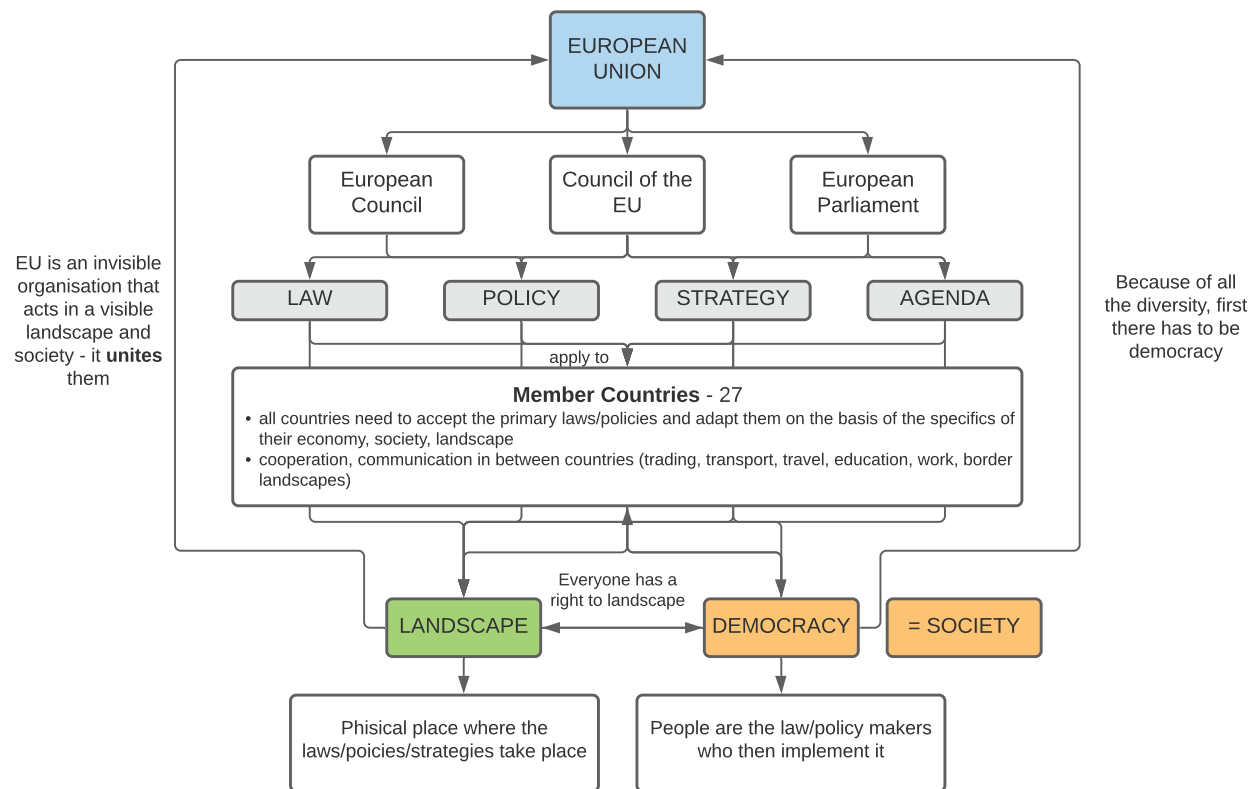 EUROPEAN
UNION
European
Council
Council of the
EU
European
Parliament
EU is an invisible
organisation that
acts in a visible
landscape and
society - it unites
them
LAW
POLICY
STRATEGY
AGENDA
Because of all
the diversity, first
there has to be
democracy
apply to
Member Countries - 27
• all countries need to accept the primary laws/policies and adapt them on the basis of the specifics of
their economy, society, landscape
• cooperation, communication in between countries (trading, transport, travel, education, work, border
landscapes)
Everyone has a
right to landscape
LANDSCAPE
DEMOCRACY
= SOCIETY
Phisical place where the
laws/poicies/strategies take place
People are the law/policy makers
who then implement it